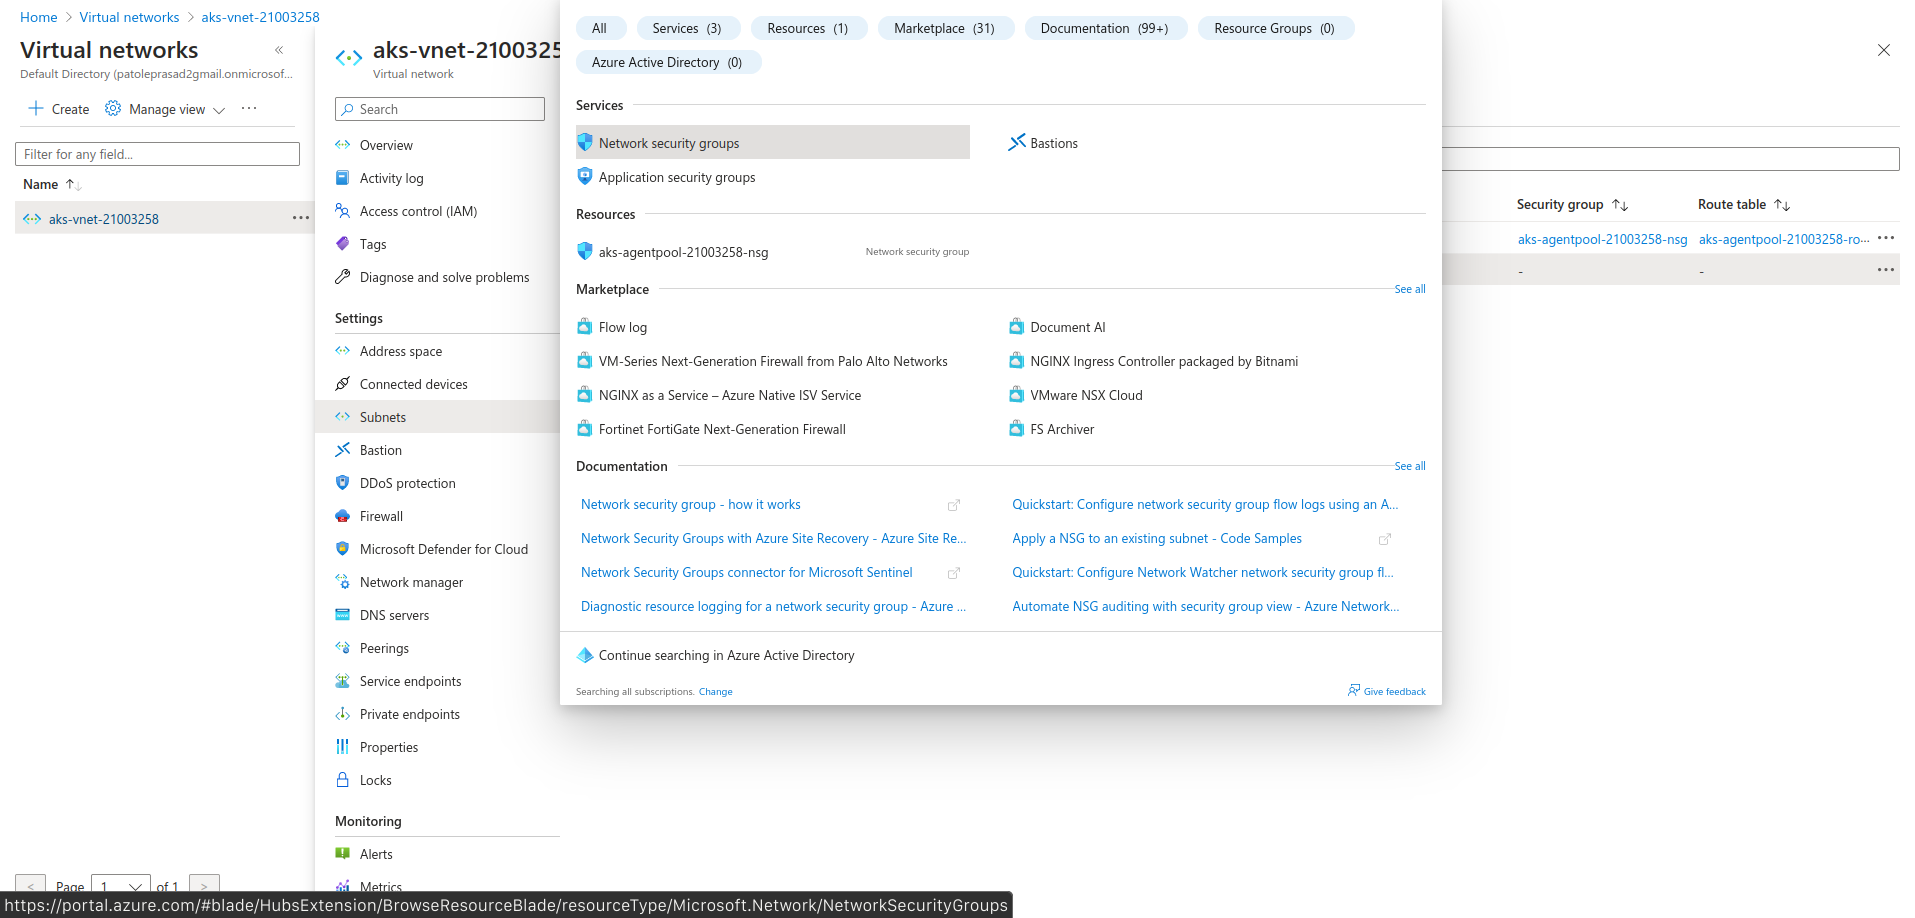 Home > Virtual networks > aks-vnet-21003258
Virtual networks «
Default Directory (patoleprasad2gmail.onmicrosof...
+ Create Manage view ...
Filter for any field...
Name ↑↓
aks-vnet-21003258 ...
Page 1 of 1
< >
aks-vnet-2100325
Virtual network
Search
Overview
Activity log
Access control (IAM)
Tags
Diagnose and solve problems
Settings
Address space
Connected devices
Subnets
Bastion
DDoS protection
Firewall
Microsoft Defender for Cloud
Network manager
DNS servers
Peerings
Service endpoints
Private endpoints
Properties
Locks
Monitoring
Alerts
Metrics
All Services (3) Resources (1) Marketplace (31) Documentation (99+) Resource Groups (0)
Azure Active Directory (0)
Services
Network security groups Bastions
Application security groups
Resources
aks-agentpool-21003258-nsg Network security group
Marketplace See all
Flow log Document AI
VM-Series Next-Generation Firewall from Palo Alto Networks NGINX Ingress Controller packaged by Bitnami
NGINX as a Service – Azure Native ISV Service VMware NSX Cloud
Fortinet FortiGate Next-Generation Firewall FS Archiver
Documentation See all
Network security group - how it works Quickstart: Configure network security group flow logs using an A...
Network Security Groups with Azure Site Recovery - Azure Site Re... Apply a NSG to an existing subnet - Code Samples
Network Security Groups connector for Microsoft Sentinel Quickstart: Configure Network Watcher network security group fl...
Diagnostic resource logging for a network security group - Azure ... Automate NSG auditing with security group view - Azure Network...
Continue searching in Azure Active Directory
Searching all subscriptions. Change Give feedback
Security group ↑↓ Route table ↑↓
aks-agentpool-21003258-nsg aks-agentpool-21003258-ro... ...
- - ...
https://portal.azure.com/#blade/HubsExtension/BrowseResourceBlade/resourceType/Microsoft.Network/NetworkSecurityGroups